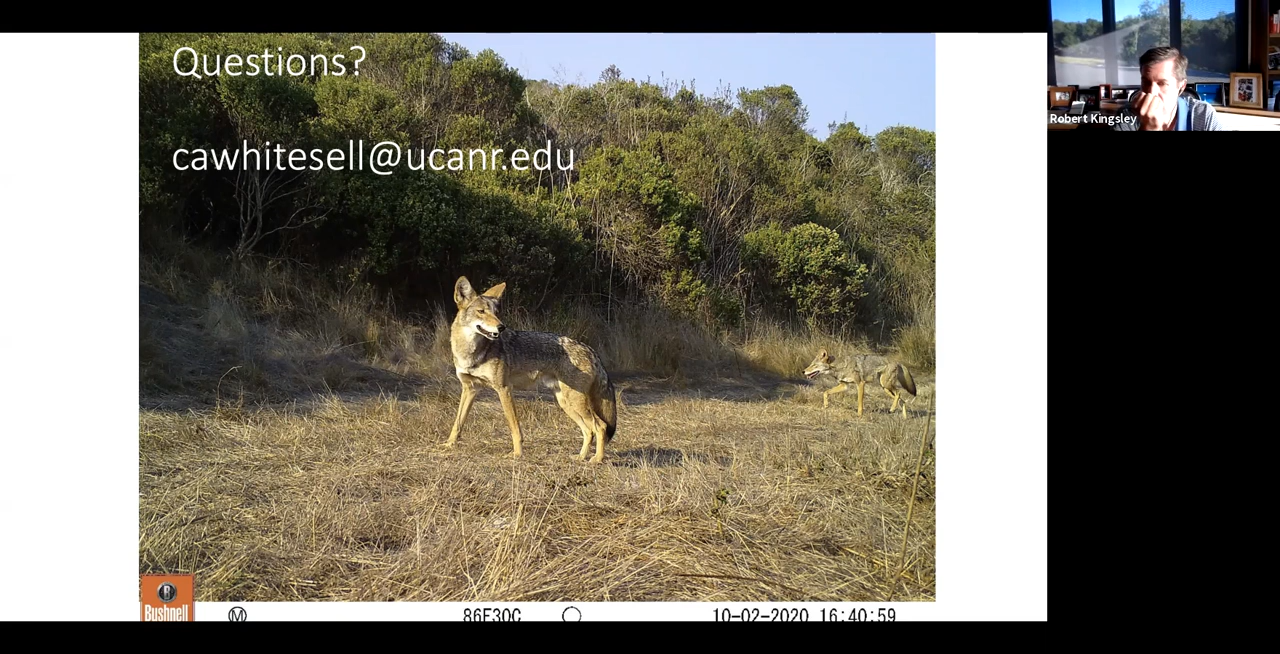 Questions?
cawhitesell@ucanr.edu
Robert Kingsley
Bushnell
M 86F30C 10-02-2020 16:40:59